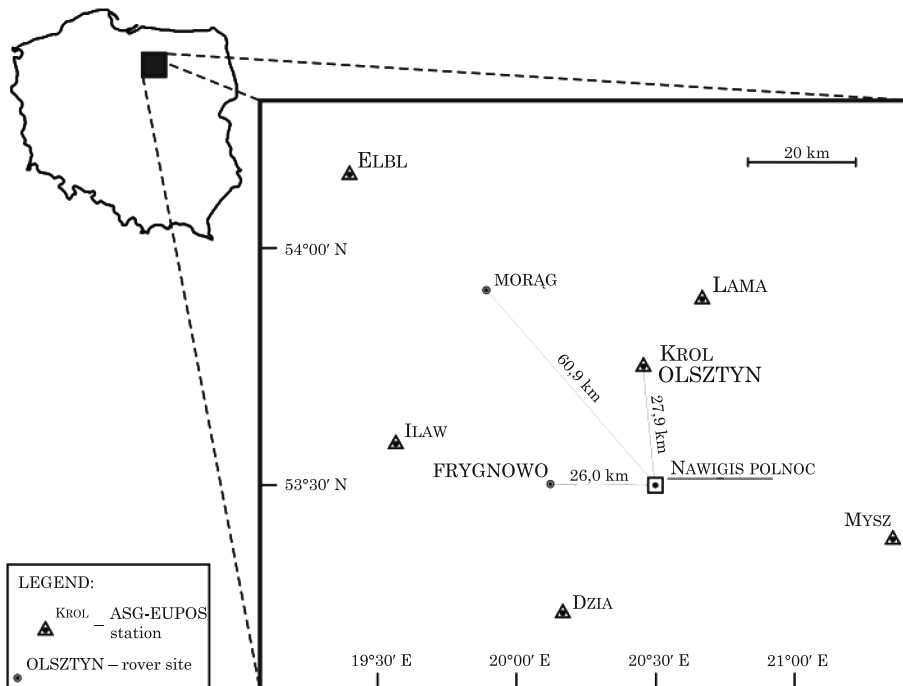 ELBL
20 km
54°00′ N
MORĄG
LAMA
KROL
OLSZTYN
60,9 km
27,9 km
ILAW
FRYGNOWO
26,0 km
NAWIGIS POLNOC
53°30′ N
MYSZ
DZIA
LEGEND:
KROL – ASG-EUPOS
station
OLSZTYN – rover site
19°30′ E
20°00′ E
20°30′ E
21°00′ E